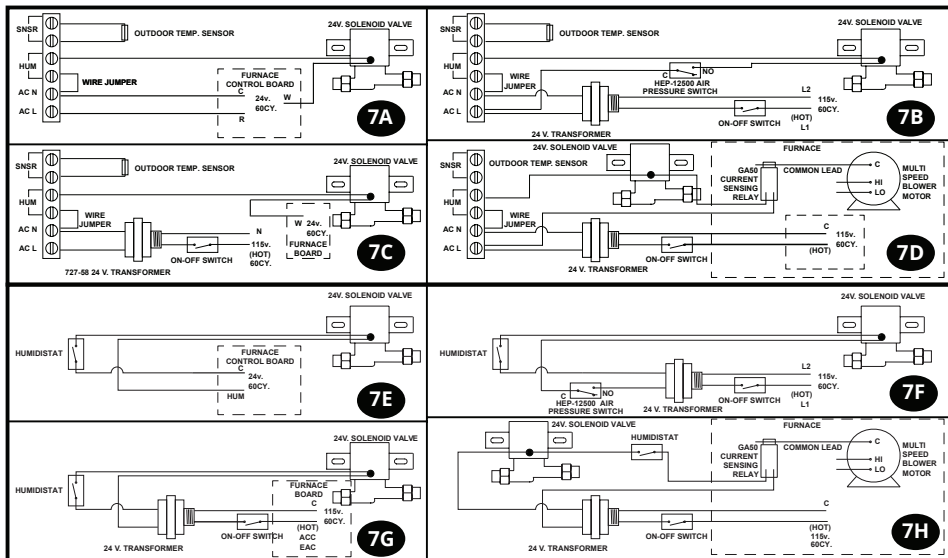 24V. SOLENOID VALVE
SNSR
OUTDOOR TEMP. SENSOR
HUM
WIRE JUMPER
FURNACE
CONTROL BOARD
AC N
C
24v.
W
60CY.
AC L
R
7A
24V. SOLENOID VALVE
SNSR
OUTDOOR TEMP. SENSOR
HUM
WIRE
JUMPER
C
NO
HEP-12500 AIR
PRESSURE SWITCH
AC N
AC L
L2
115v.
60CY.
(HOT)
L1
ON-OFF SWITCH
24 V. TRANSFORMER
7B
24V. SOLENOID VALVE
SNSR
OUTDOOR TEMP. SENSOR
HUM
WIRE
JUMPER
AC N
AC L
N
115v.
(HOT)
60CY.
W 24v.
60CY.
FURNACE
BOARD
ON-OFF SWITCH
727-58 24 V. TRANSFORMER
7C
24V. SOLENOID VALVE
FURNACE
SNSR
OUTDOOR TEMP. SENSOR
GA50
CURRENT
SENSING
RELAY
COMMON LEAD
C
HI
LO
MULTI
SPEED
BLOWER
MOTOR
HUM
WIRE
JUMPER
AC N
AC L
C
115v.
60CY.
(HOT)
ON-OFF SWITCH
24 V. TRANSFORMER
7D
24V. SOLENOID VALVE
HUMIDISTAT
FURNACE
CONTROL BOARD
C
24v.
60CY.
HUM
7E
24V. SOLENOID VALVE
HUMIDISTAT
C
NO
HEP-12500 AIR
PRESSURE SWITCH
L2
115v.
60CY.
(HOT)
L1
ON-OFF SWITCH
24 V. TRANSFORMER
7F
24V. SOLENOID VALVE
HUMIDISTAT
FURNACE
BOARD
C
115v.
60CY.
(HOT)
ACC
EAC
ON-OFF SWITCH
24 V. TRANSFORMER
7G
24V. SOLENOID VALVE
HUMIDISTAT
FURNACE
GA50
CURRENT
SENSING
RELAY
COMMON LEAD
C
HI
LO
MULTI
SPEED
BLOWER
MOTOR
C
(HOT)
115v.
60CY.
ON-OFF SWITCH
24 V. TRANSFORMER
7H